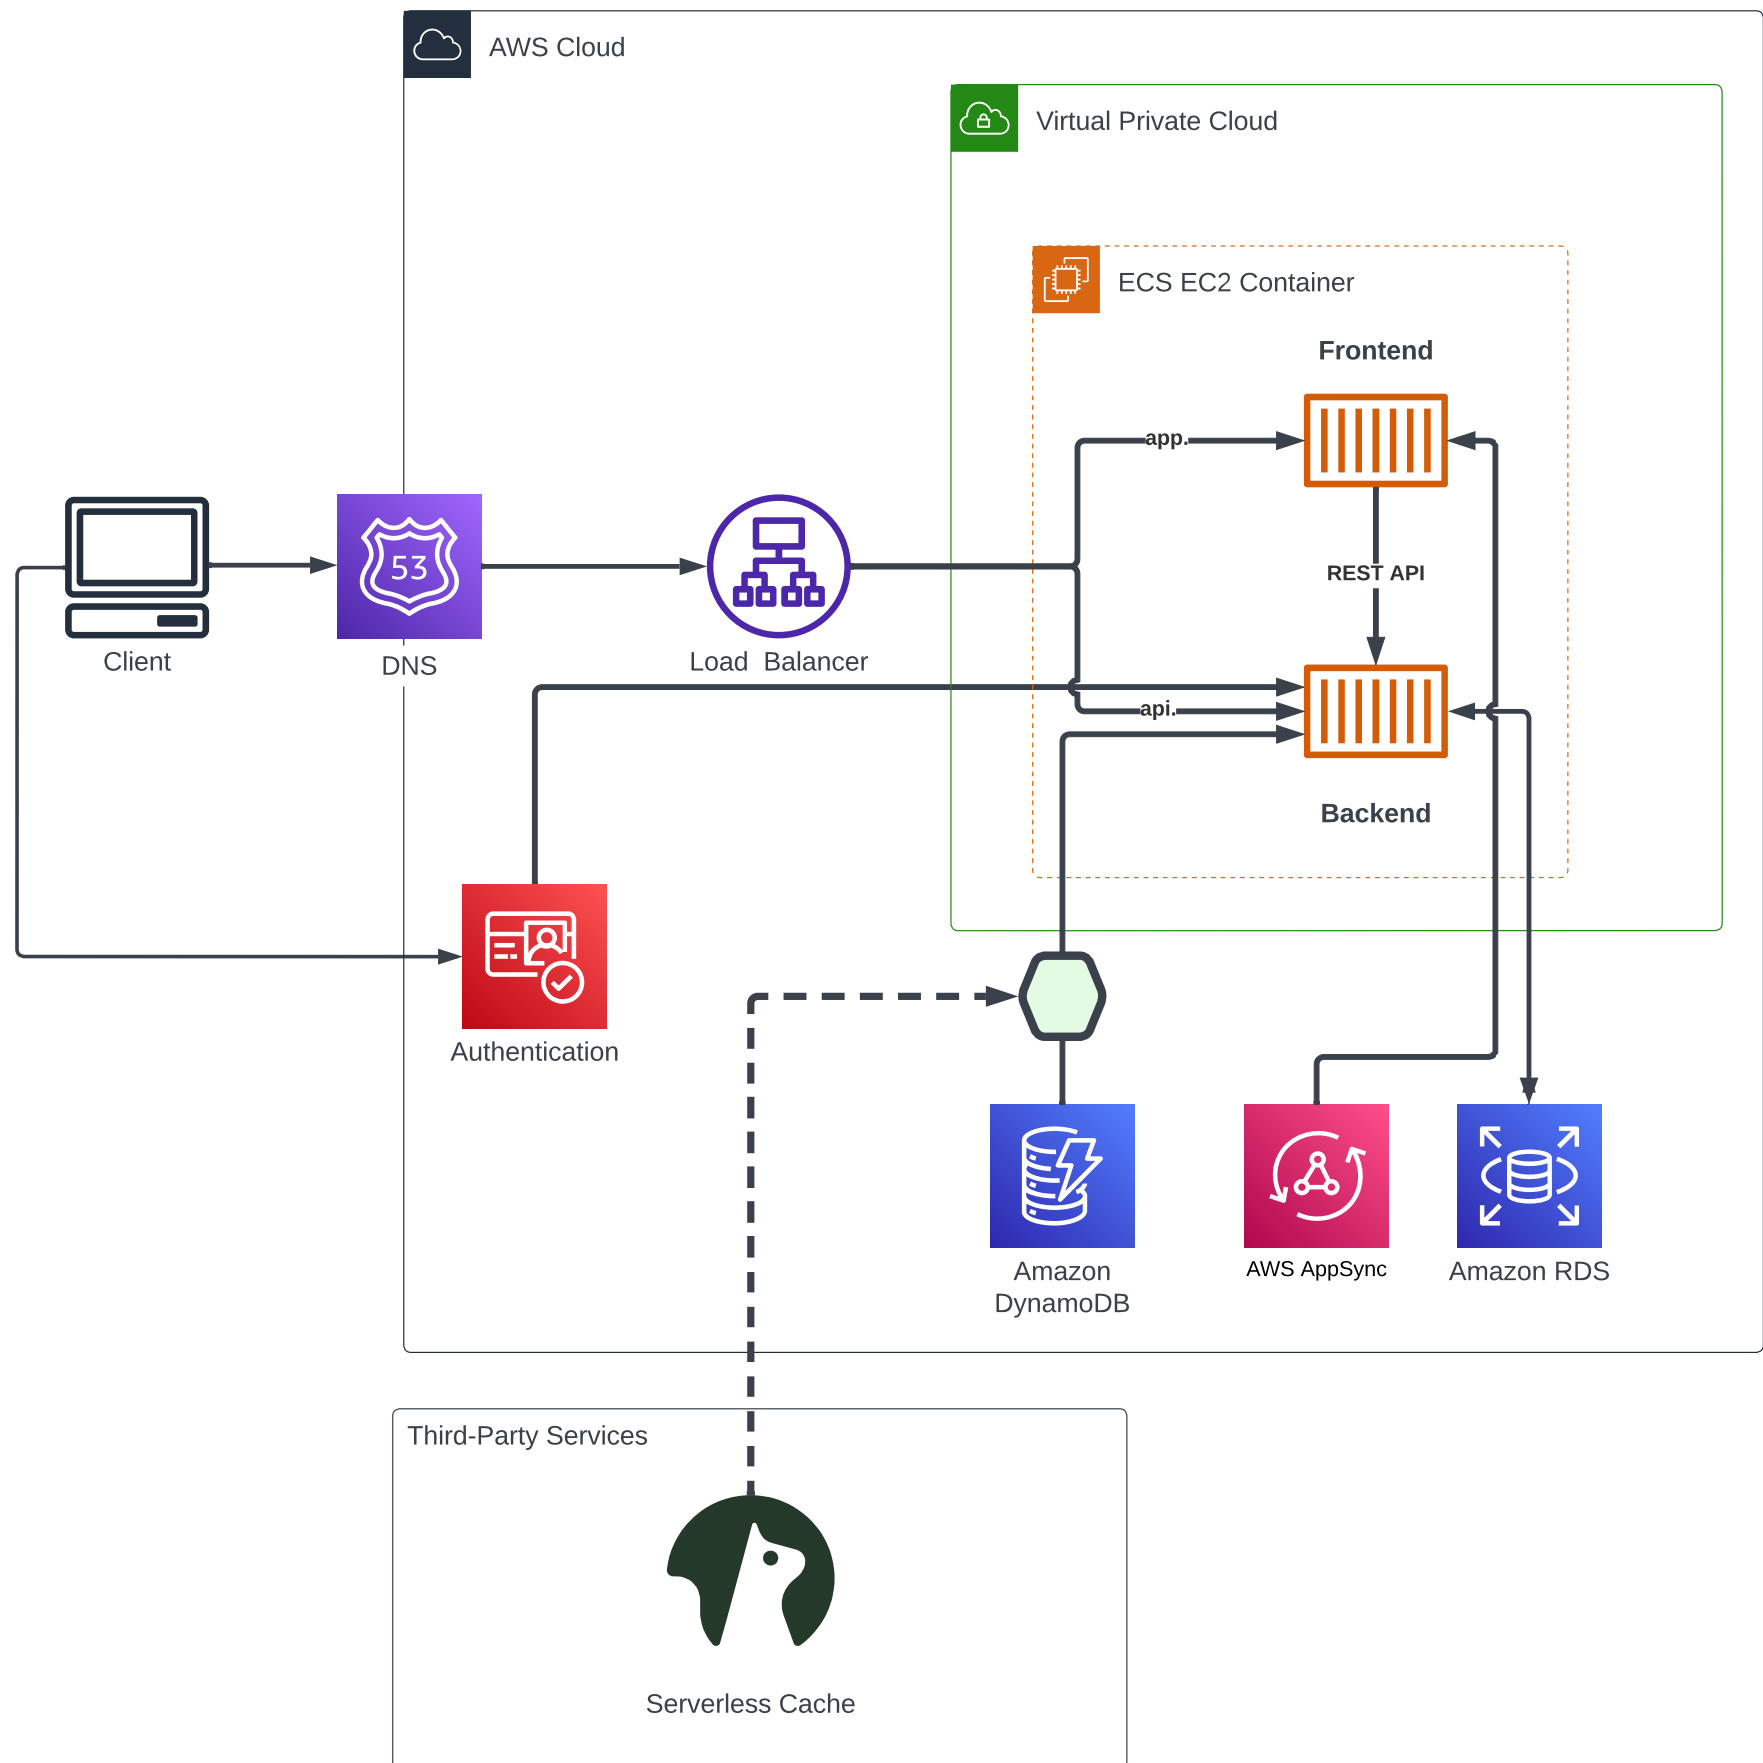 AWS Cloud
Virtual Private Cloud
ECS EC2 Container
Frontend
app.
53
REST API
Client
DNS
Load Balancer
api.
Backend
Authentication
Amazon
DynamoDB
AWS AppSync
Amazon RDS
Third-Party Services
Serverless Cache